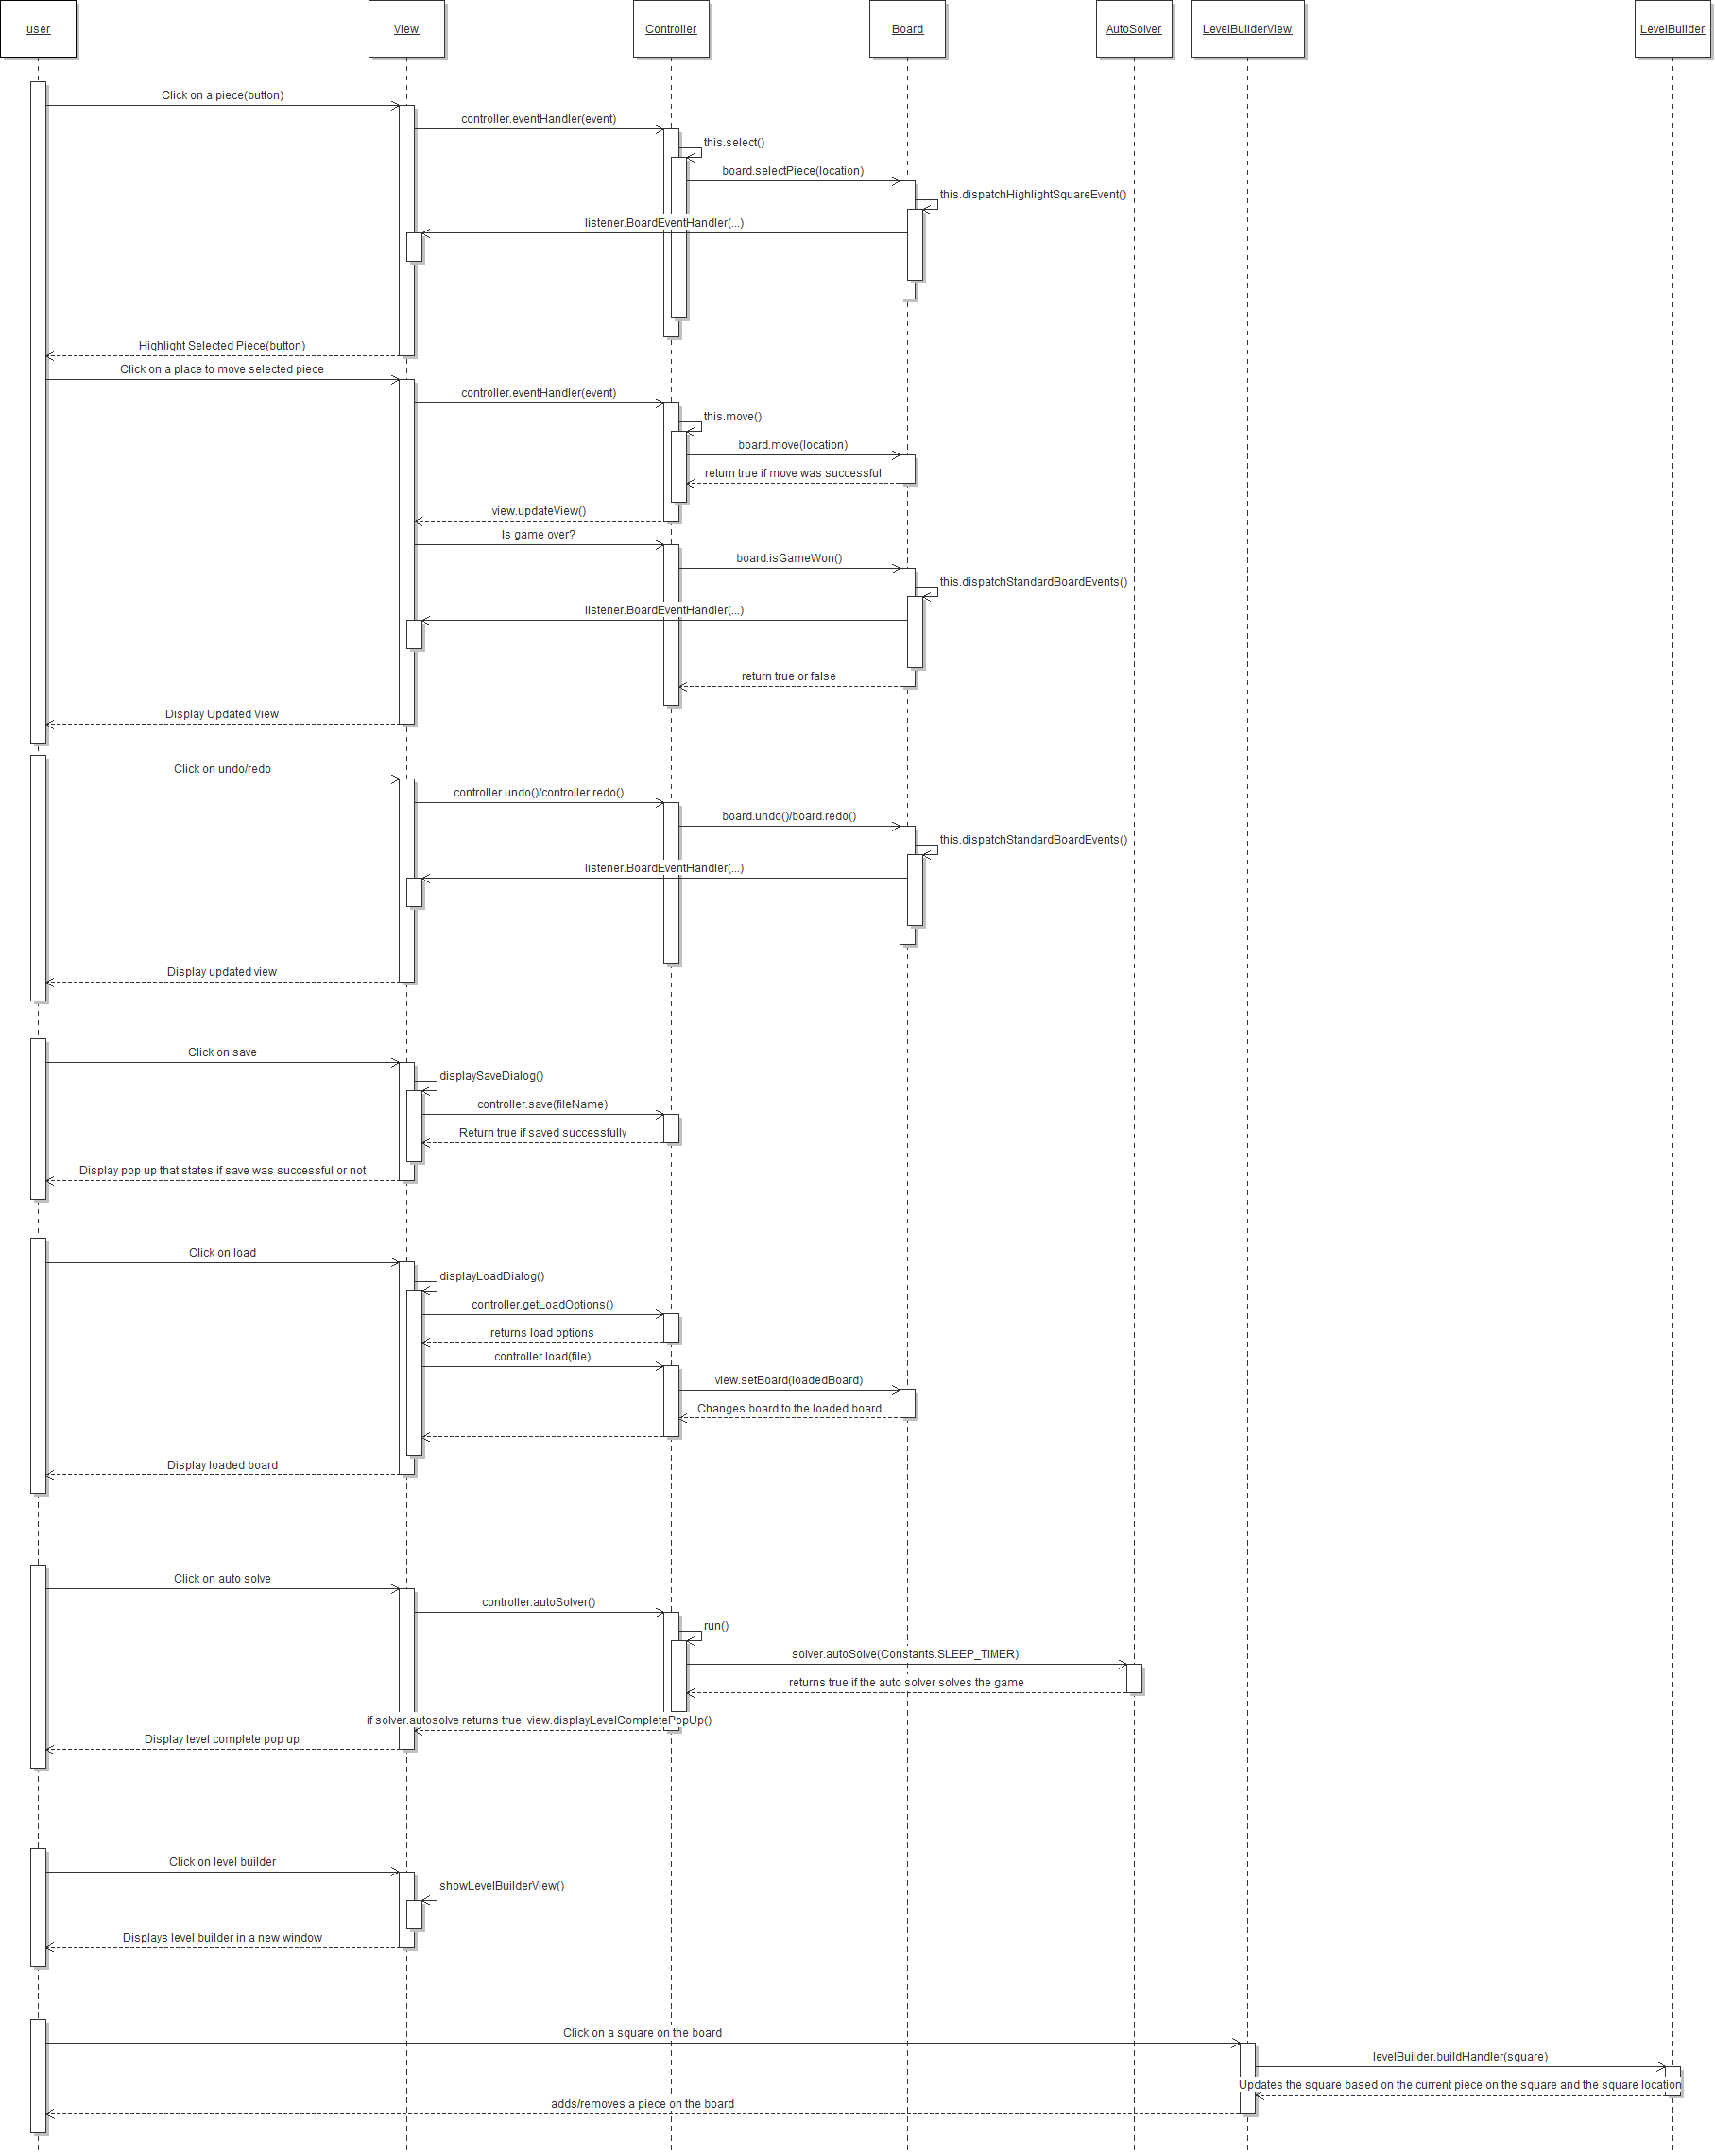 user
View
Controller
Board
AutoSolver
LevelBuilderView
LevelBuilder
Click on a piece(button)
controller.eventHandler(event)
this.select()
board.selectPiece(location)
this.dispatchHighlightSquareEvent()
listener.BoardEventHandler(...)
Highlight Selected Piece(button)
Click on a place to move selected piece
controller.eventHandler(event)
this.move()
board.move(location)
return true if move was successful
view.updateView()
Is game over?
board.isGameWon()
this.dispatchStandardBoardEvents()
listener.BoardEventHandler(...)
return true or false
Display Updated View
Click on undo/redo
controller.undo()/controller.redo()
board.undo()/board.redo()
this.dispatchStandardBoardEvents()
listener.BoardEventHandler(...)
Display updated view
Click on save
displaySaveDialog()
controller.save(fileName)
Return true if saved successfully
Display pop up that states if save was successful or not
Click on load
displayLoadDialog()
controller.getLoadOptions()
returns load options
controller.load(file)
view.setBoard(loadedBoard)
Changes board to the loaded board
Display loaded board
Click on auto solve
controller.autoSolver()
run()
solver.autoSolve(Constants.SLEEP_TIMER);
returns true if the auto solver solves the game
if solver.autosolve returns true: view.displayLevelCompletePopUp()
Display level complete pop up
Click on level builder
showLevelBuilderView()
Displays level builder in a new window
Click on a square on the board
levelBuilder.buildHandler(square)
Updates the square based on the current piece on the square and the square location
adds/removes a piece on the board